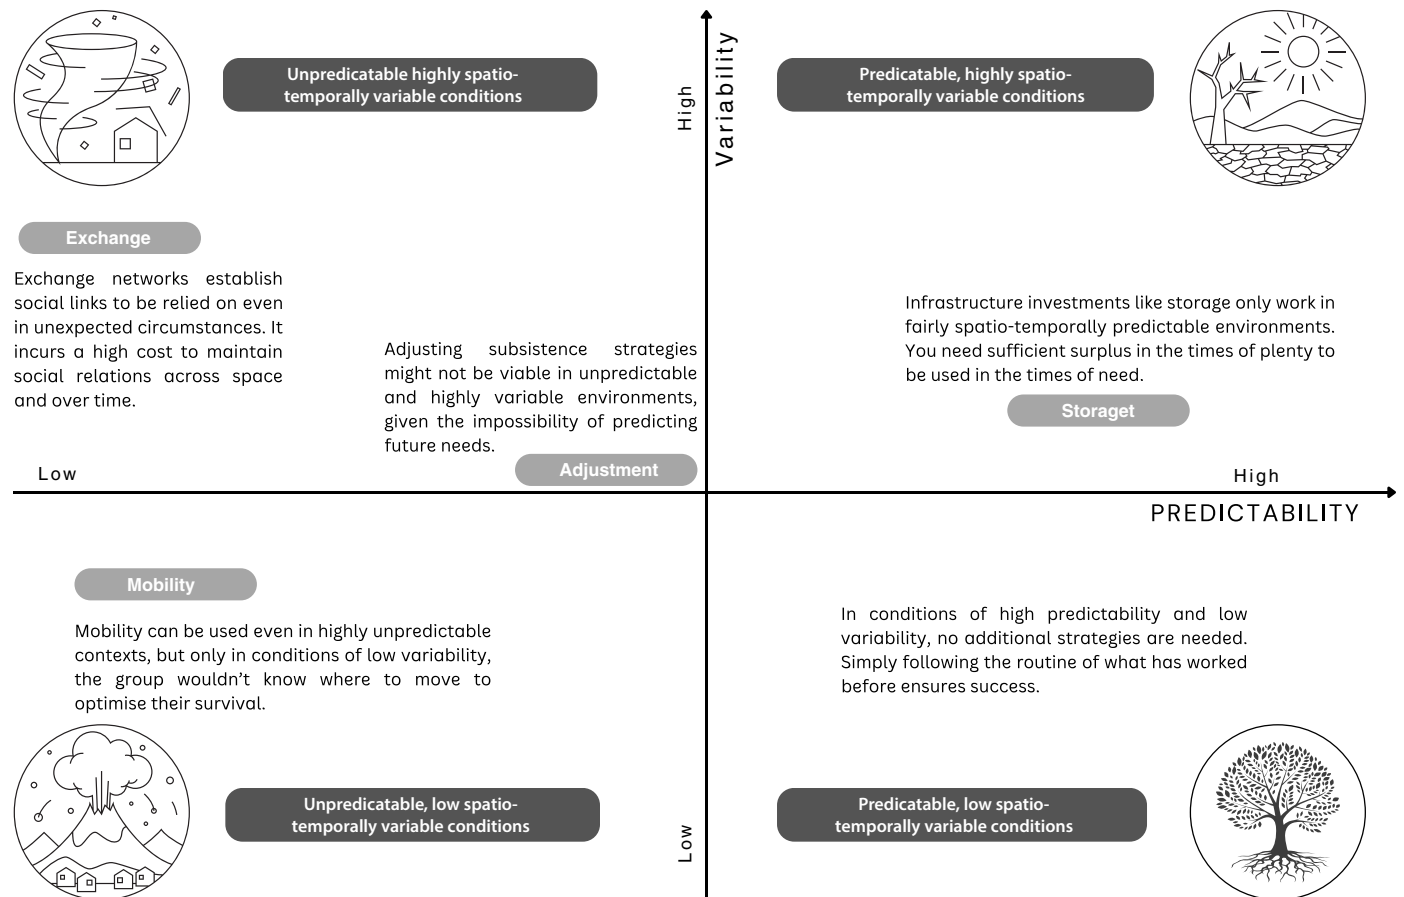 Unpredicatable highly spatio-
temporally variable conditions
High
Variability
Predicatable, highly spatio-
temporally variable conditions
Exchange
Exchange networks establish
social links to be relied on even
in unexpected circumstances. It
incurs a high cost to maintain
social relations across space
and over time.
Adjusting subsistence strategies
might not be viable in unpredictable
and highly variable environments,
given the impossibility of predicting
future needs.
Adjustment
Infrastructure investments like storage only work in
fairly spatio-temporally predictable environments.
You need sufficient surplus in the times of plenty to
be used in the times of need.
Storaget
Low
High
PREDICTABILITY
Mobility
Mobility can be used even in highly unpredictable
contexts, but only in conditions of low variability,
the group wouldn’t know where to move to
optimise their survival.
In conditions of high predictability and low
variability, no additional strategies are needed.
Simply following the routine of what has worked
before ensures success.
Unpredicatable, low spatio-
temporally variable conditions
Low
Predicatable, low spatio-
temporally variable conditions